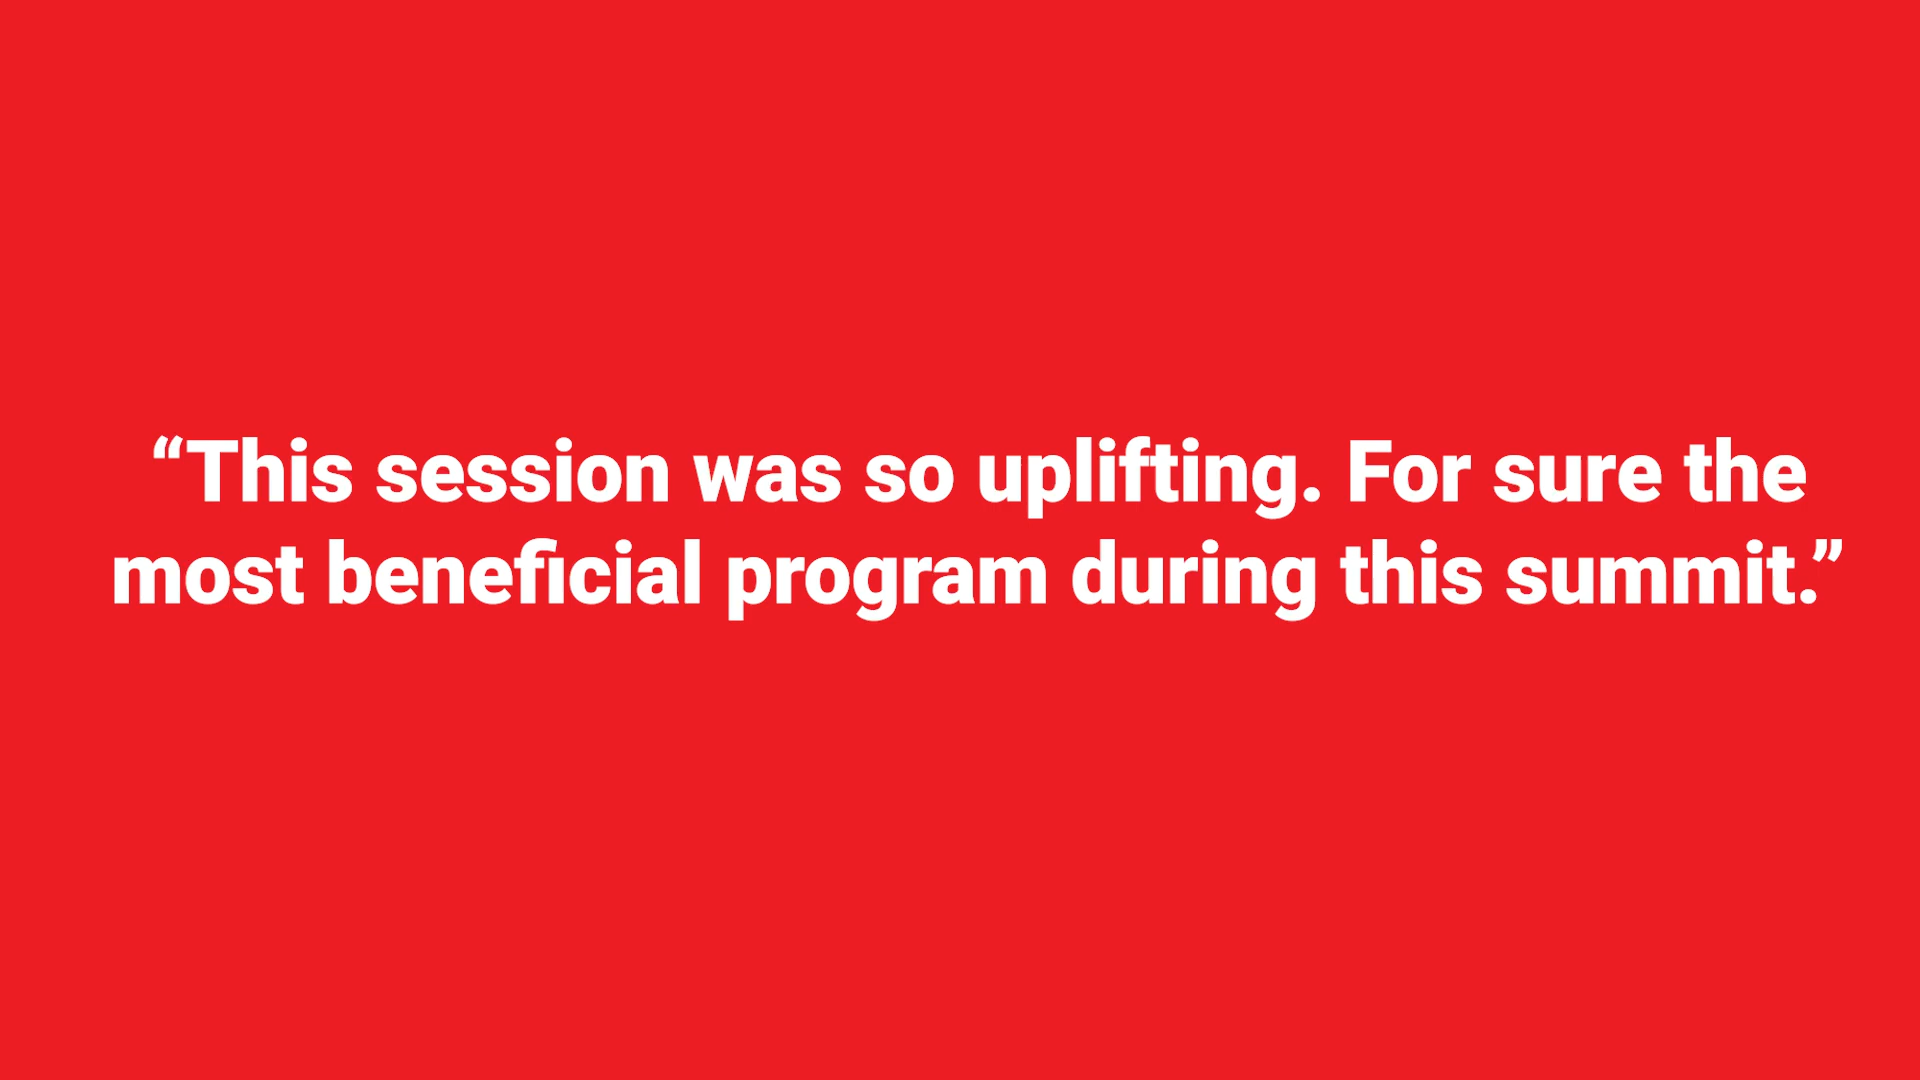 “This session was so uplifting. For sure the
most beneficial program during this summit.”